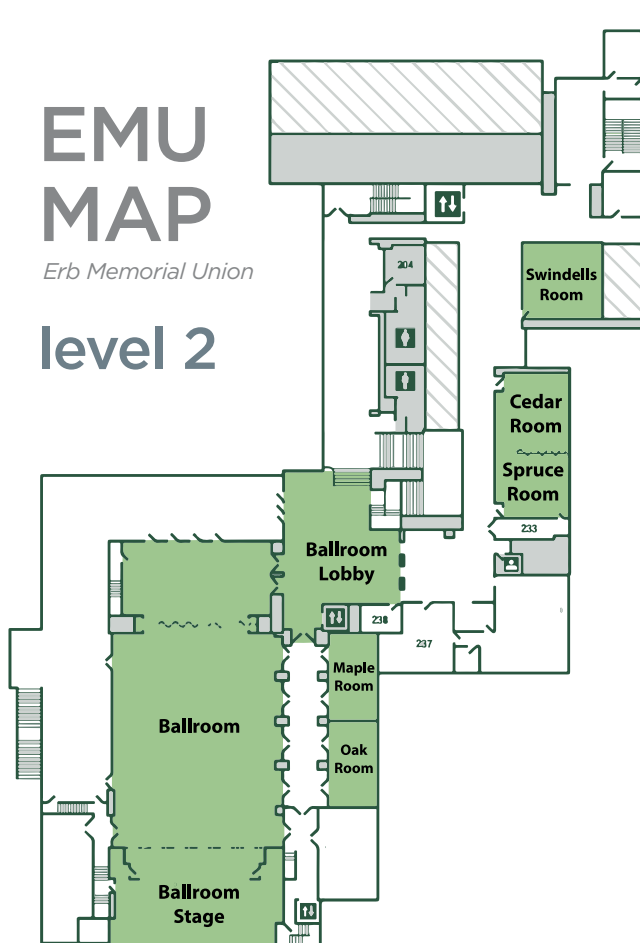 EMU
MAP
Erb Memorial Union
level 2
204
Swindells
Room
Cedar
Room
Spruce
Room
233
Ballroom
Lobby
238
237
Maple
Room
Ballroom
Oak
Room
Ballroom
Stage